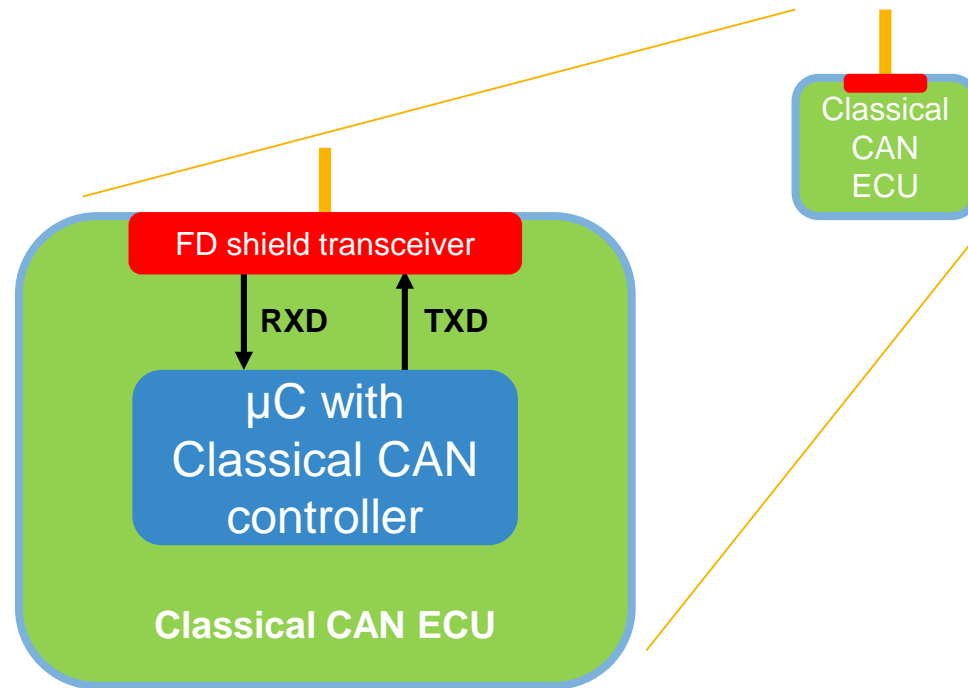 Classical
CAN
ECU
FD shield transceiver
RXD
TXD
µC with
Classical CAN
controller
Classical CAN ECU